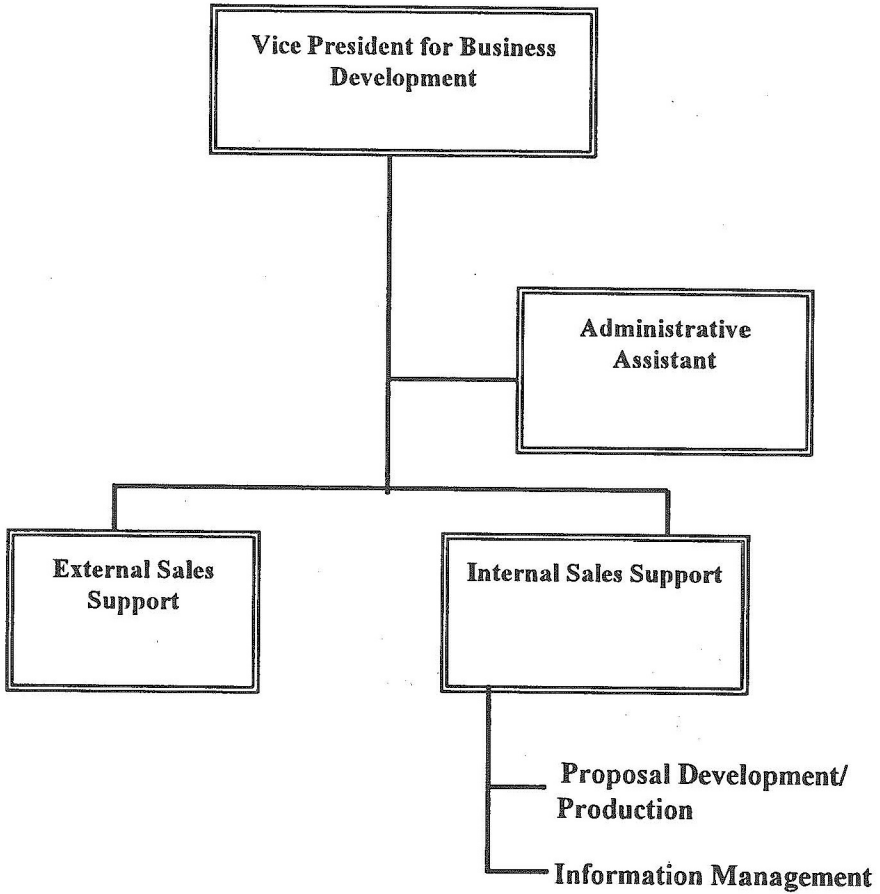 Vice President for Business
Development
Administrative
Assistant
External Sales
Support
Internal Sales Support
Proposal Development/
Production
Information Management